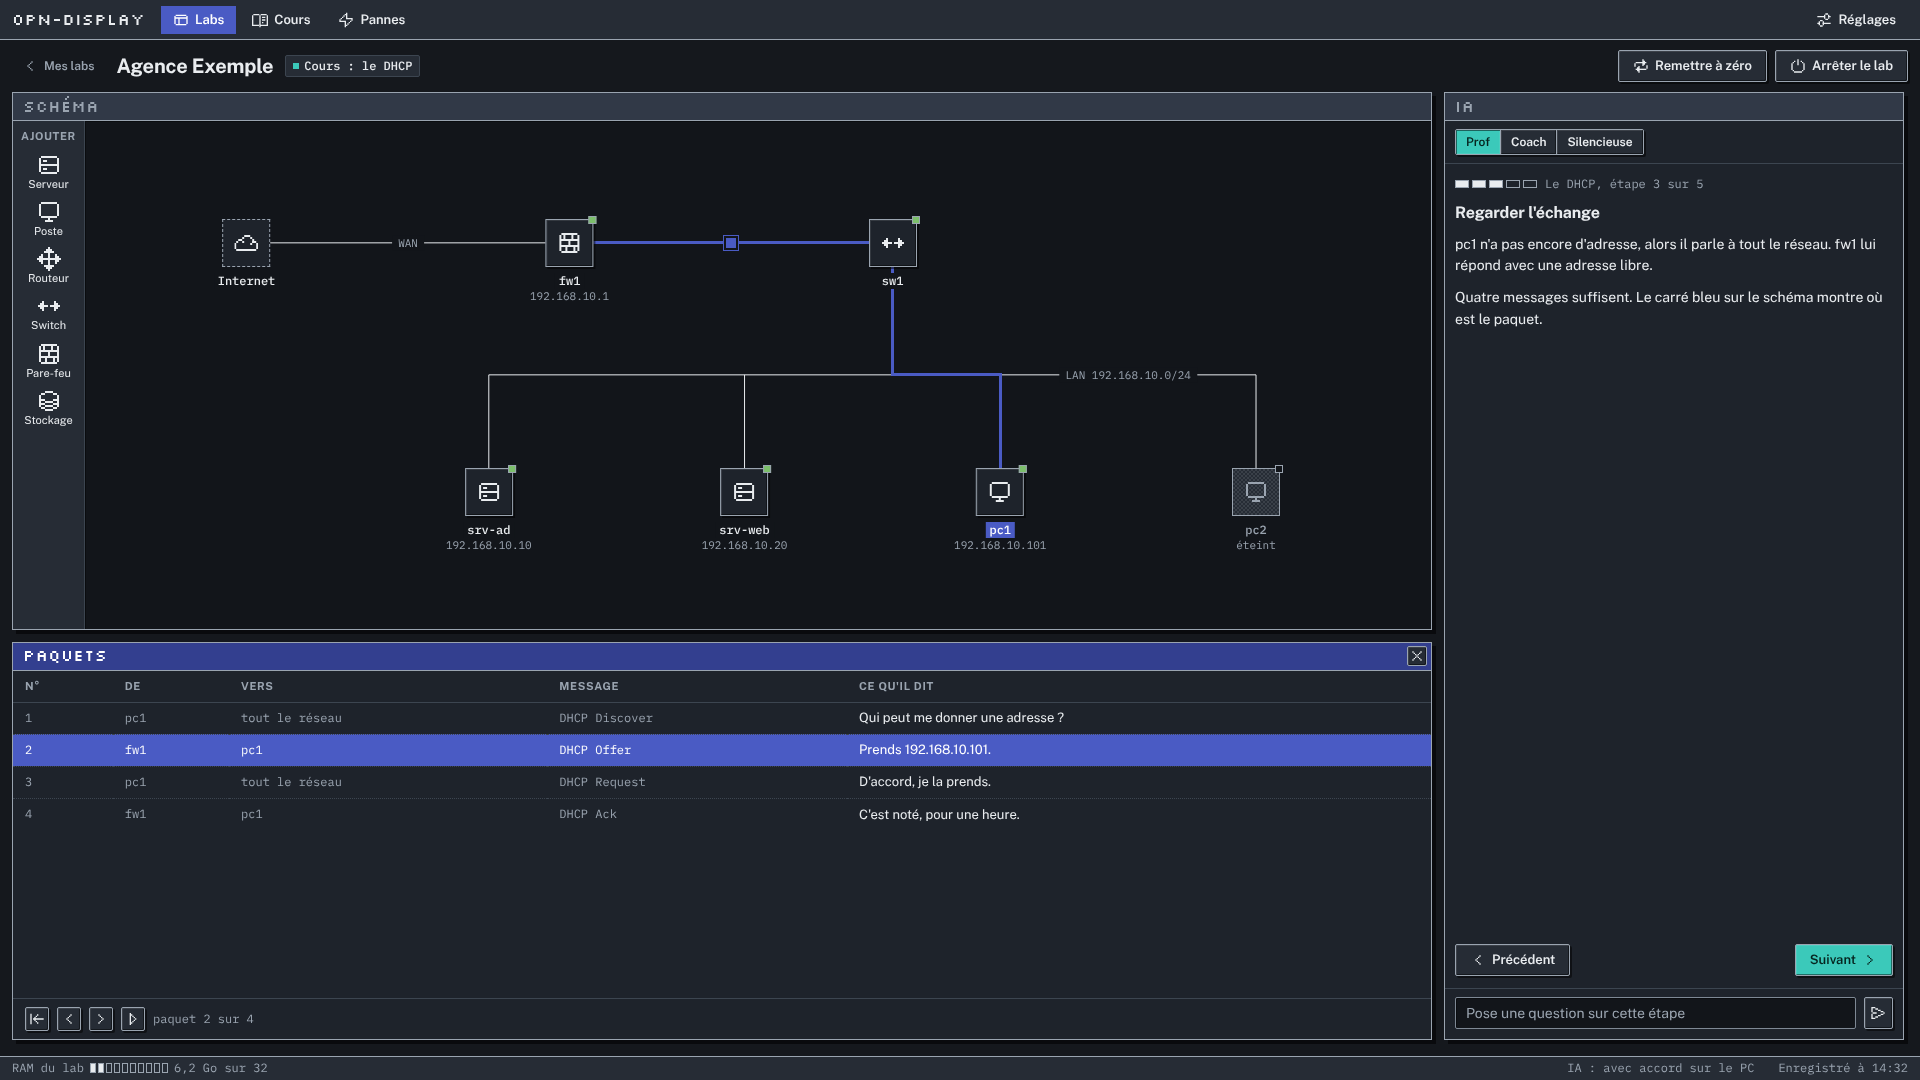 OPN-DISPLAY Labs Cours Pannes Réglages
Mes labs Agence Exemple Cours : le DHCP Remettre à zéro Arrêter le lab
SCHÉMA
AJOUTER
Serveur
Poste
Routeur
Switch
Pare-feu
Stockage
WAN
Internet fw1 sw1
192.168.10.1
LAN 192.168.10.0/24
srv-ad srv-web pc1 pc2
192.168.10.10 192.168.10.20 192.168.10.101 éteint
PAQUETS
N° DE VERS MESSAGE CE QU'IL DIT
1 pc1 tout le réseau DHCP Discover Qui peut me donner une adresse ?
2 fw1 pc1 DHCP Offer Prends 192.168.10.101.
3 pc1 tout le réseau DHCP Request D'accord, je la prends.
4 fw1 pc1 DHCP Ack C'est noté, pour une heure.
paquet 2 sur 4
IA
Prof Coach Silencieuse
Le DHCP, étape 3 sur 5
Regarder l'échange
pc1 n'a pas encore d'adresse, alors il parle à tout le réseau. fw1 lui
répond avec une adresse libre.
Quatre messages suffisent. Le carré bleu sur le schéma montre où
est le paquet.
Précédent Suivant
Pose une question sur cette étape
RAM du lab 6,2 Go sur 32 IA : avec accord sur le PC Enregistré à 14:32